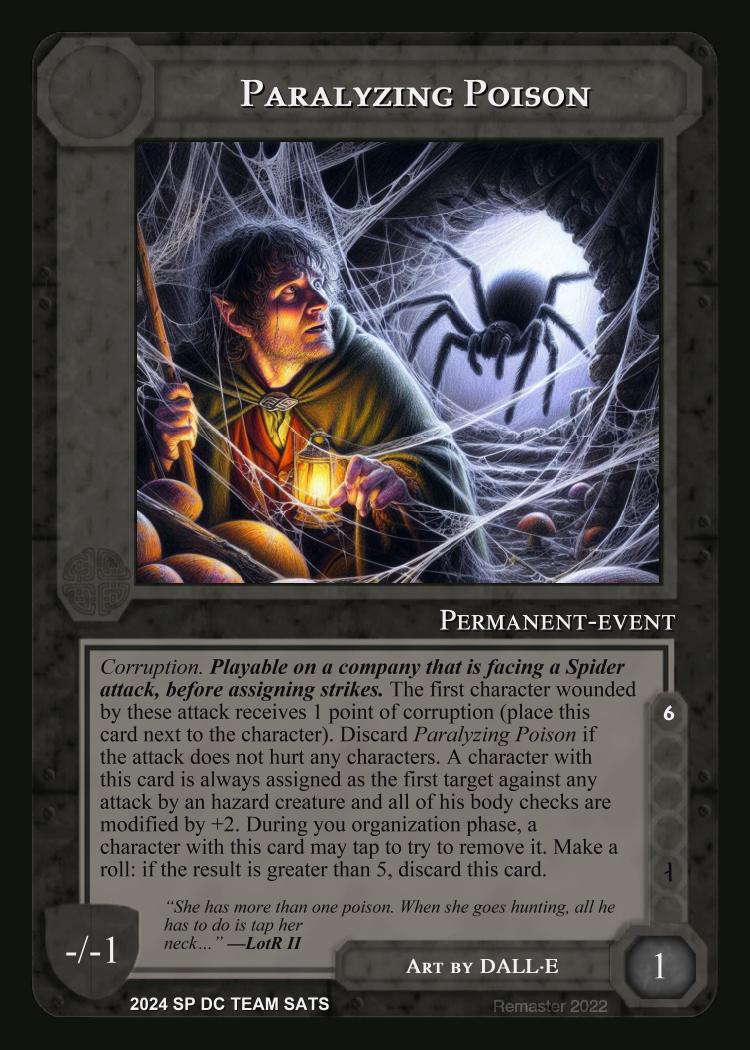 Paralyzing Poison
Permanent-event
Corruption. Playable on a company that is facing a Spider
attack, before assigning strikes. The first character wounded
by these attack receives 1 point of corruption (place this
card next to the character). Discard Paralyzing Poison if
the attack does not hurt any characters. A character with
this card is always assigned as the first target against any
attack by an hazard creature and all of his body checks are
modified by +2. During you organization phase, a
character with this card may tap to try to remove it. Make a
roll: if the result is greater than 5, discard this card.
6
“She has more than one poison. When she goes hunting, all he
has to do is tap her
neck...” —LotR II
-/-1
Art by DALL·E
1
2024 SP DC TEAM SATS
Remaster 2022